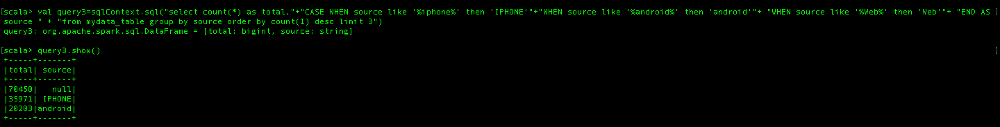 [scala> val query3=sqlContext.sql("select count(*) as total,"+"CASE WHEN source like '%iphone%' then 'IPHONE'"+"WHEN source like '%android%' then 'android'"+ "WHEN source like '%Web%' then 'Web'"+ "END AS ]
source " + "from mydata_table group by source order by count(1) desc limit 3")
query3: org.apache.spark.sql.DataFrame = [total: bigint, source: string]
[scala> query3.show() ]
+-----+-------+
|total| source|
+-----+-------+
|70450|   null|
|35971| IPHONE|
|20203|android|
+-----+-------+